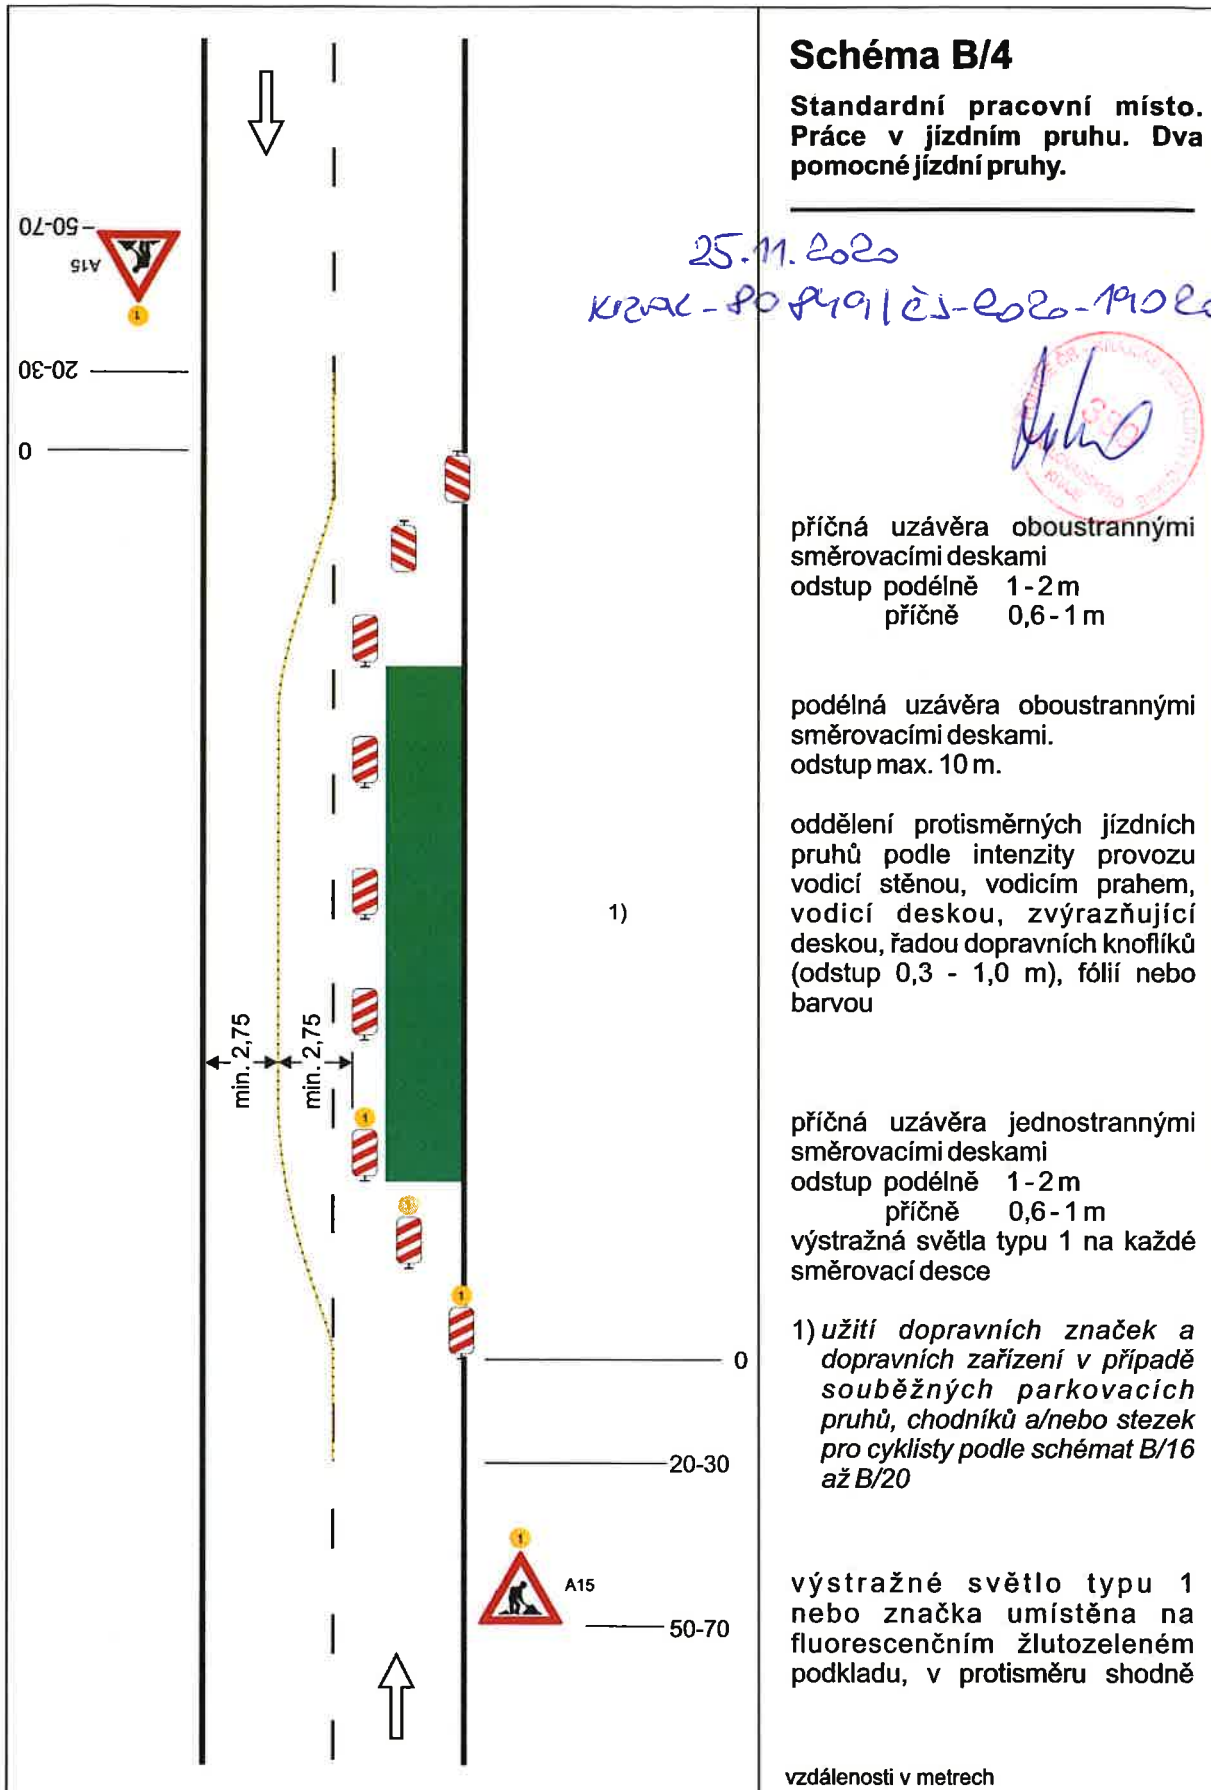 Schéma B/4
Standardní pracovní místo.
Práce v jízdním pruhu. Dva
pomocné jízdní pruhy.
25.11.2020
50-70
A15
1
20-30
0
příčná uzávěra oboustrannými
směrovacími deskami
odstup podélně 1-2 m
příčně 0,6-1 m
podélná uzávěra oboustrannými
směrovacími deskami.
odstup max. 10 m.
oddělení protisměrných jízdních
pruhů podle intenzity provozu
vodicí stěnou, vodicím prahem,
vodicí deskou, zvýrazňující
deskou, řadou dopravních knoflíků
(odstup 0,3 - 1,0 m), fólií nebo
barvou
1)
min. 2,75
min. 2,75
1
1
1
příčná uzávěra jednostrannými
směrovacími deskami
odstup podélně 1-2 m
příčně 0,6-1 m
výstražná světla typu 1 na každé
směrovací desce
0
1) užití dopravních značek a
dopravních zařízení v případě
souběžných parkovacích
pruhů, chodníků a/nebo stezek
pro cyklisty podle schémat B/16
až B/20
20-30
1
A15
50-70
výstražné světlo typu 1
nebo značka umístěna na
fluorescenčním žlutozeleném
podkladu, v protisměru shodně
vzdálenosti v metrech